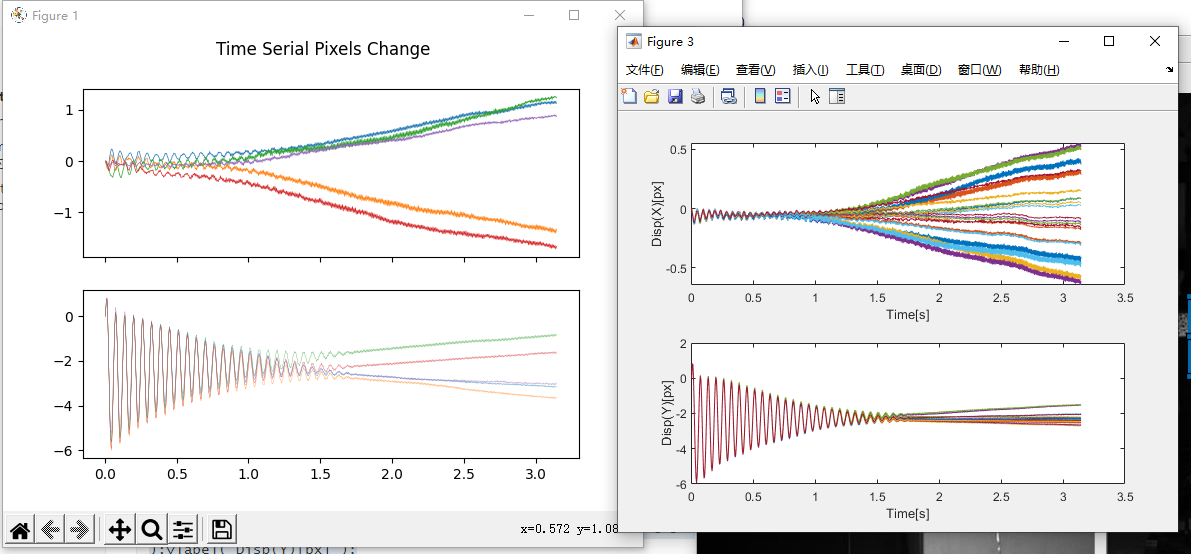 Figure 1
Time Serial Pixels Change
1
0
−1
0
−2
−4
−6
0.0 0.5 1.0 1.5 2.0 2.5 3.0
x=0.572 y=1.08
);ylabel( Disp(Y)[px] );
Figure 3
文件(F) 编辑(E) 查看(V) 插入(I) 工具(T) 桌面(D) 窗口(W) 帮助(H)
0.5
0
-0.5
Disp(X)[px]
0 0.5 1 1.5 2 2.5 3 3.5
Time[s]
2
0
-2
-4
-6
Disp(Y)[px]
0 0.5 1 1.5 2 2.5 3 3.5
Time[s]